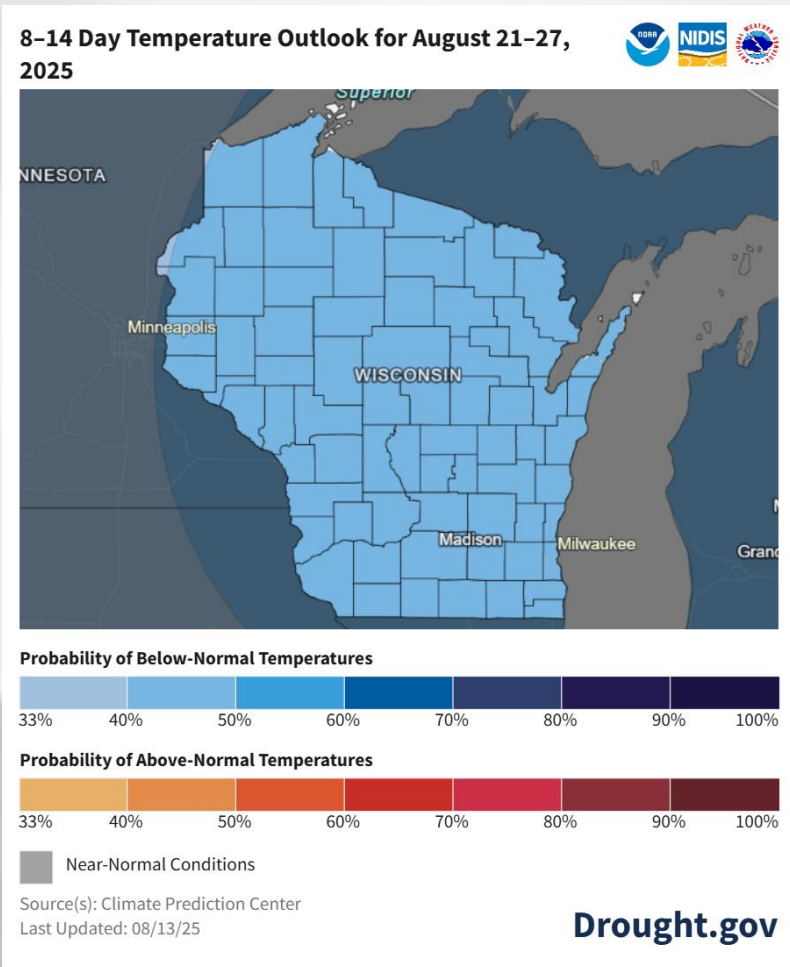 8–14 Day Temperature Outlook for August 21–27,
2025
NOAA
NIDIS
NATIONAL WEATHER SERVICE
Superior
NNESOTA
Minneapolis
WISCONSIN
Madison
Milwaukee
Grand
Probability of Below-Normal Temperatures
33% 40% 50% 60% 70% 80% 90% 100%
Probability of Above-Normal Temperatures
33% 40% 50% 60% 70% 80% 90% 100%
Near-Normal Conditions
Source(s): Climate Prediction Center
Last Updated: 08/13/25
Drought.gov